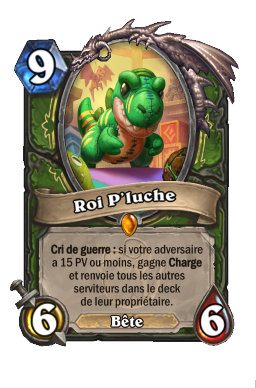 9
Roi P'luche
Cri de guerre : si votre adversaire
a 15 PV ou moins, gagne Charge
et renvoie tous les autres
serviteurs dans le deck
de leur propriétaire.
6
Bête
6